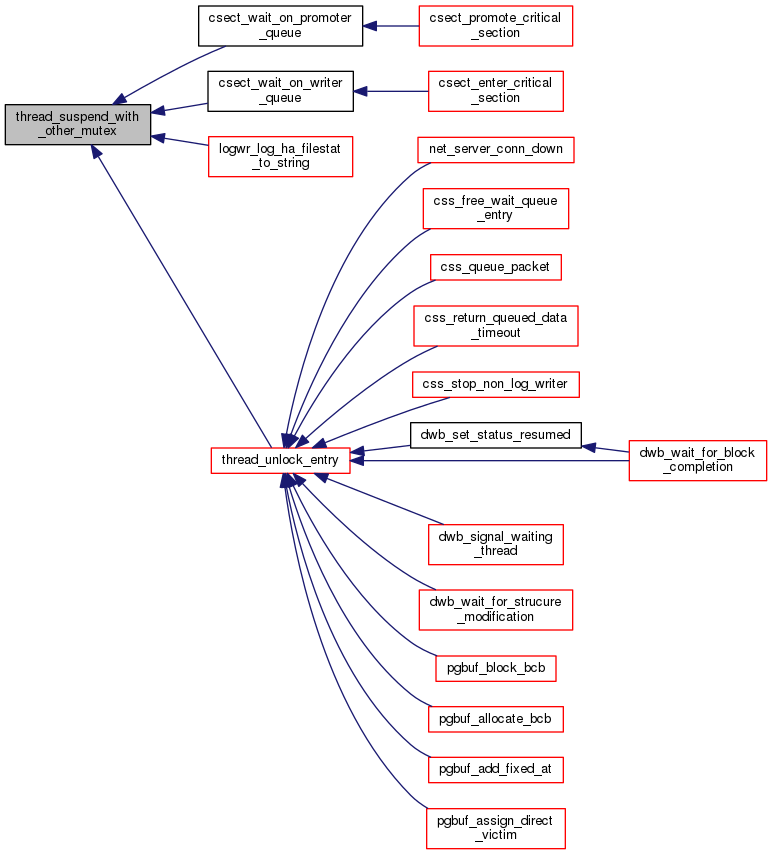 csect_wait_on_promoter
_queue
csect_promote_critical
_section
csect_wait_on_writer
_queue
csect_enter_critical
_section
thread_suspend_with
_other_mutex
logwr_log_ha_filestat
_to_string
net_server_conn_down
css_free_wait_queue
_entry
css_queue_packet
css_return_queued_data
_timeout
css_stop_non_log_writer
dwb_set_status_resumed
dwb_wait_for_block
_completion
thread_unlock_entry
dwb_signal_waiting
_thread
dwb_wait_for_strucure
_modification
pgbuf_block_bcb
pgbuf_allocate_bcb
pgbuf_add_fixed_at
pgbuf_assign_direct
_victim